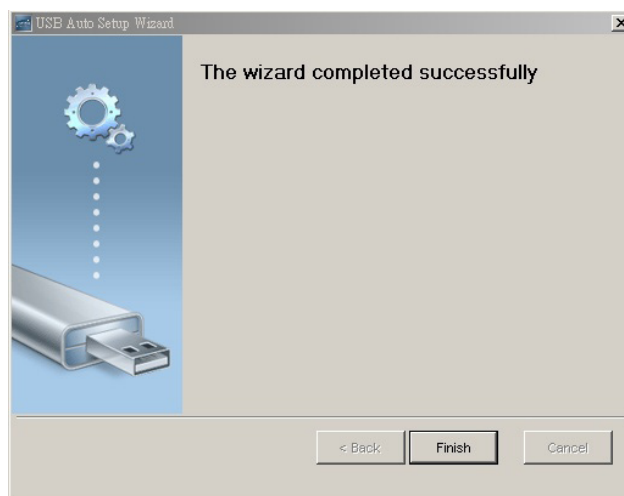 USB Auto Setup Wizard
The wizard completed successfully
< Back
Finish
Cancel